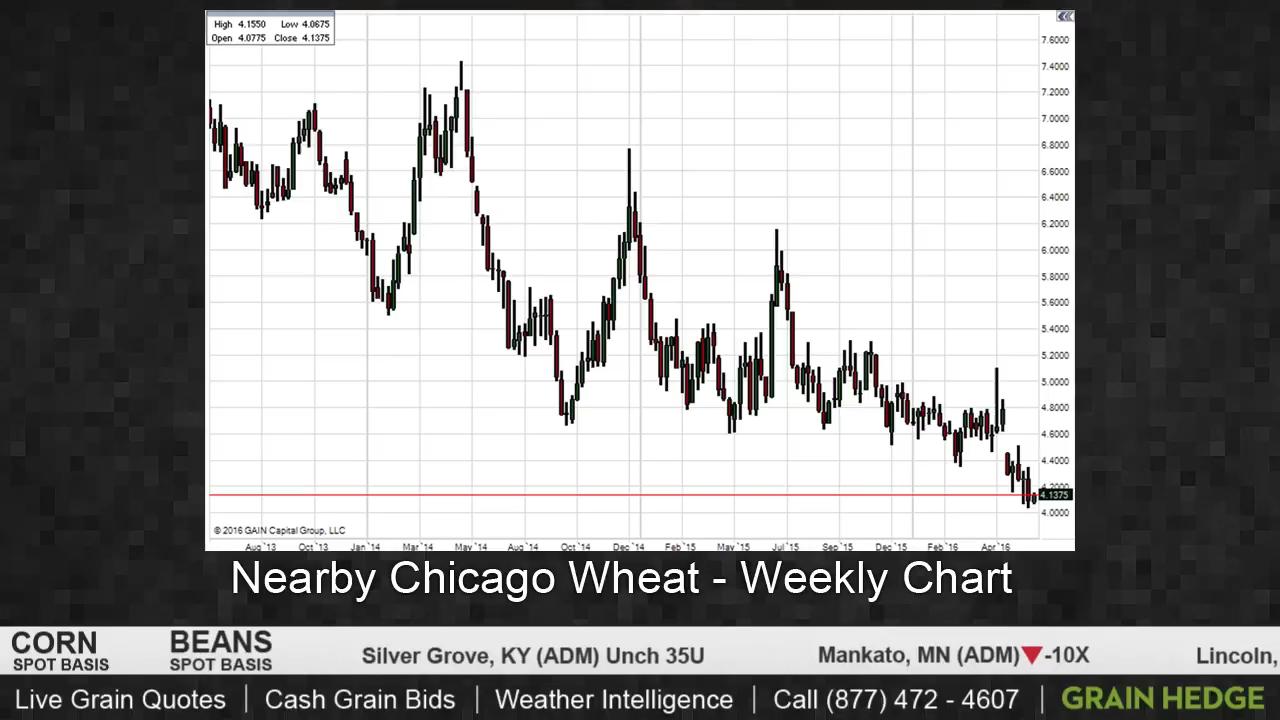 High 4.1550 Low 4.0675
Open 4.0775 Close 4.1375
7.6000
7.4000
7.2000
7.0000
6.8000
6.6000
6.4000
6.2000
6.0000
5.8000
5.6000
5.4000
5.2000
5.0000
4.8000
4.6000
4.4000
4.2000
4.1375
4.0000
© 2016 GAIN Capital Group, LLC
Aug`13 Oct`13 Jan`14 Mar`14 May`14 Aug`14 Oct`14 Dec`14 Feb`15 May`15 Jul`15 Sep`15 Dec`15 Feb`16 Apr`16
Nearby Chicago Wheat - Weekly Chart
CORN BEANS
SPOT BASIS SPOT BASIS
Silver Grove, KY (ADM) Unch 35U Mankato, MN (ADM) -10X Lincoln,
Live Grain Quotes | Cash Grain Bids | Weather Intelligence | Call (877) 472 - 4607 | GRAIN HEDGE